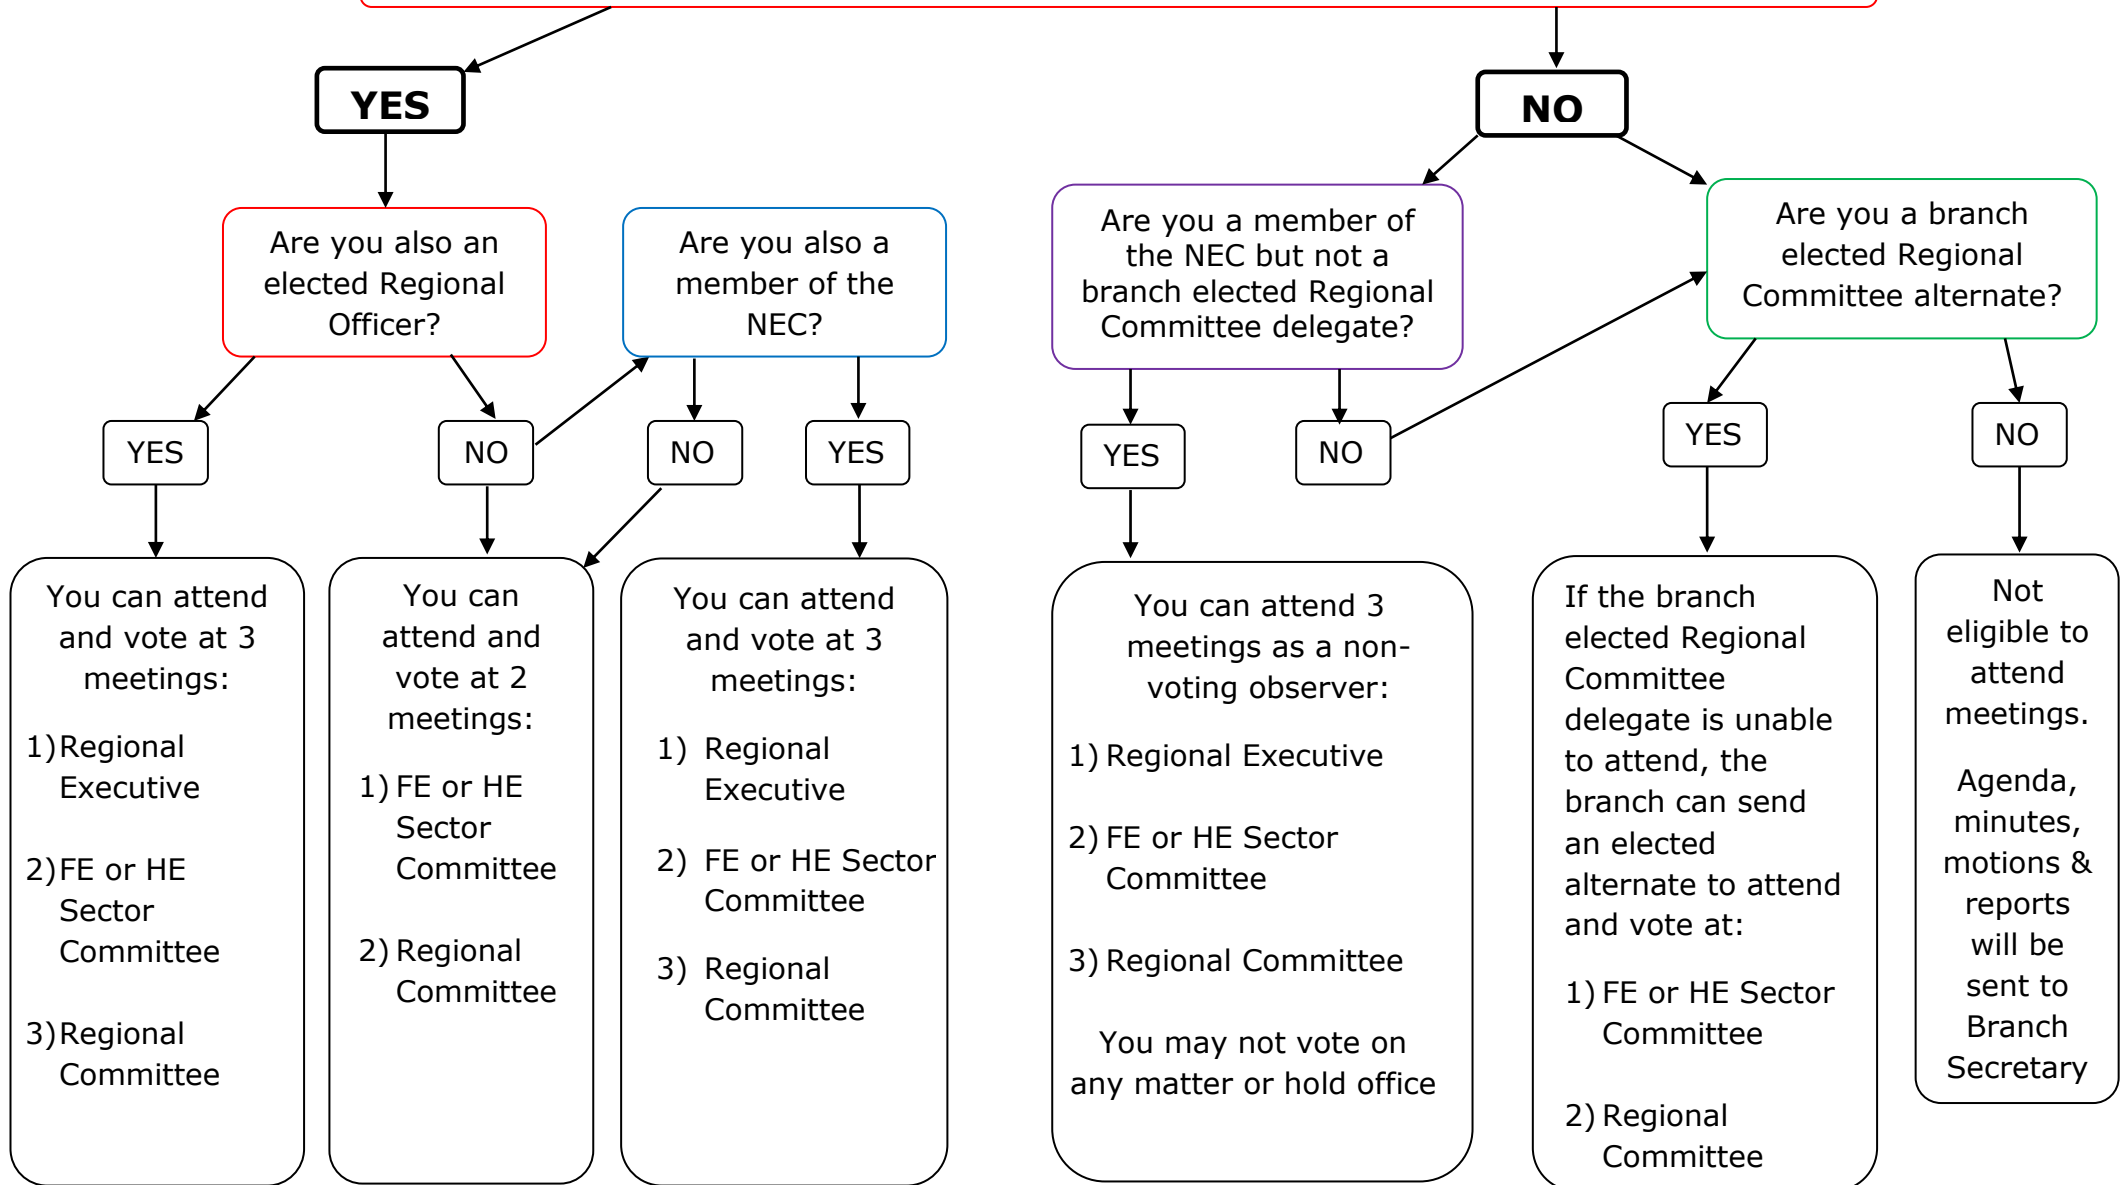 YES
NO
Are you also an
elected Regional
Officer?
Are you also a
member of the
NEC?
Are you a member of
the NEC but not a
branch elected Regional
Committee delegate?
Are you a branch
elected Regional
Committee alternate?
YES
NO
NO
YES
YES
NO
YES
NO
You can attend
and vote at 3
meetings:
1) Regional
Executive
2) FE or HE
Sector
Committee
3) Regional
Committee
You can
attend and
vote at 2
meetings:
1) FE or HE
Sector
Committee
2) Regional
Committee
You can attend
and vote at 3
meetings:
1) Regional
Executive
2) FE or HE Sector
Committee
3) Regional
Committee
You can attend 3
meetings as a non-
voting observer:
1) Regional Executive
2) FE or HE Sector
Committee
3) Regional Committee
You may not vote on
any matter or hold office
If the branch
elected Regional
Committee
delegate is unable
to attend, the
branch can send
an elected
alternate to attend
and vote at:
1) FE or HE Sector
Committee
2) Regional
Committee
Not
eligible to
attend
meetings.
Agenda,
minutes,
motions &
reports
will be
sent to
Branch
Secretary